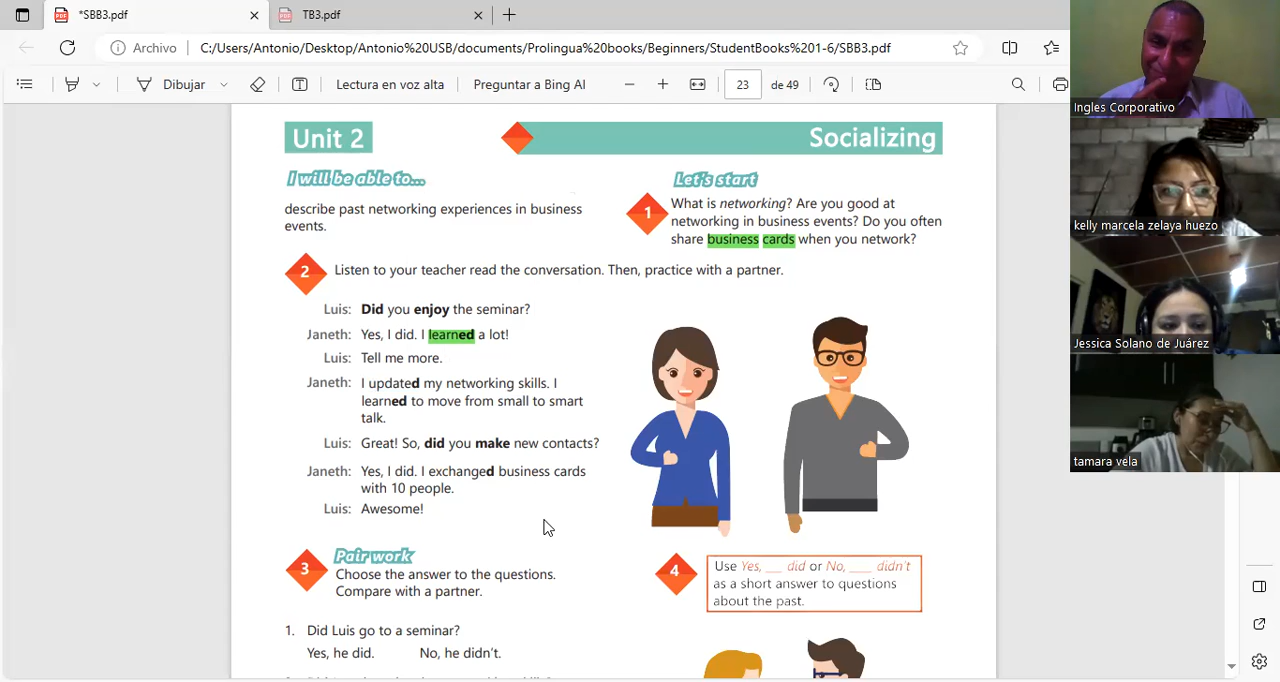 *SBB3.pdf
TB3.pdf
Archivo
C:/Users/Antonio/Desktop/Antonio%20USB/documents/Prolingua%20books/Beginners/StudentBooks%201-6/SBB3.pdf
Dibujar
Lectura en voz alta
Preguntar a Bing AI
23
de 49
Unit 2
Socializing
I will be able to...
describe past networking experiences in business
events.
Let's start
1
What is networking? Are you good at
networking in business events? Do you often
share business cards when you network?
2
Listen to your teacher read the conversation. Then, practice with a partner.
Luis: Did you enjoy the seminar?
Janeth: Yes, I did. I learned a lot!
Luis: Tell me more.
Janeth: I updated my networking skills. I
learned to move from small to smart
talk.
Luis: Great! So, did you make new contacts?
Janeth: Yes, I did. I exchanged business cards
with 10 people.
Luis: Awesome!
3
Pair work
Choose the answer to the questions.
Compare with a partner.
1. Did Luis go to a seminar?
Yes, he did. No, he didn't.
4
Use Yes, __ did or No, ___ didn't
as a short answer to questions
about the past.
Ingles Corporativo
kelly marcela zelaya huezo
Jessica Solano de Juárez
tamara vela